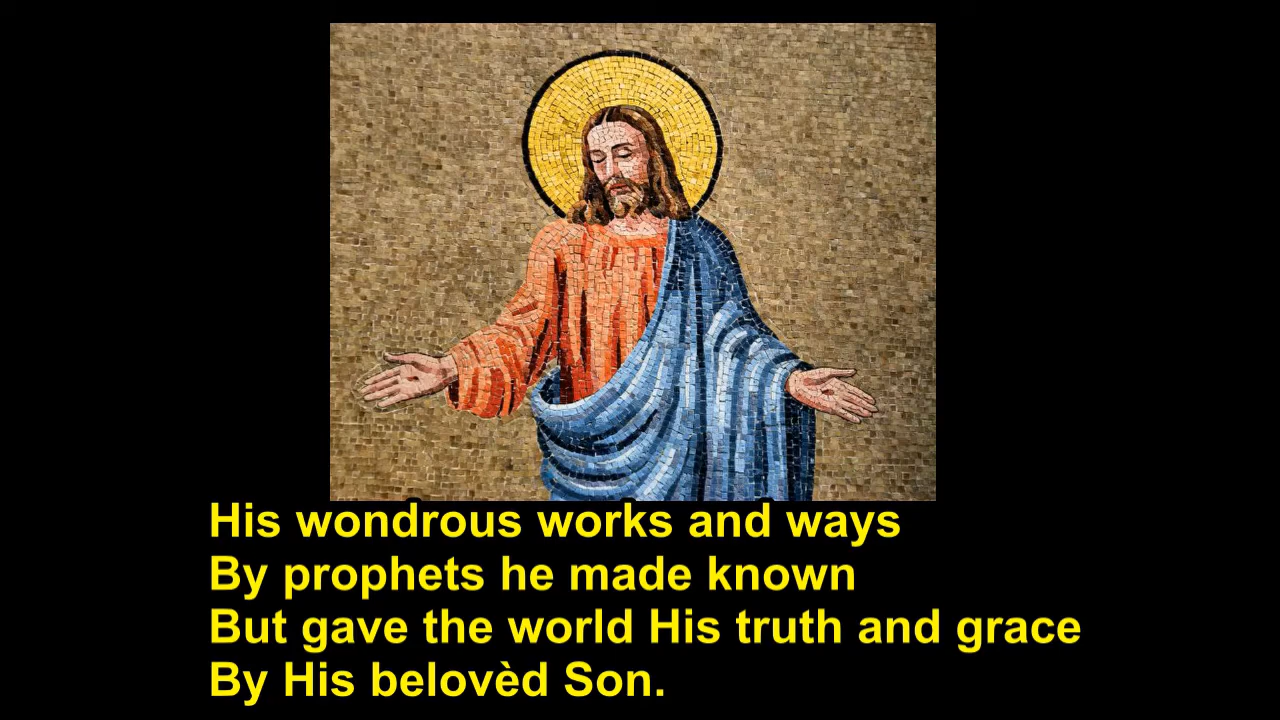 His wondrous works and ways
By prophets he made known
But gave the world His truth and grace
By His belovèd Son.